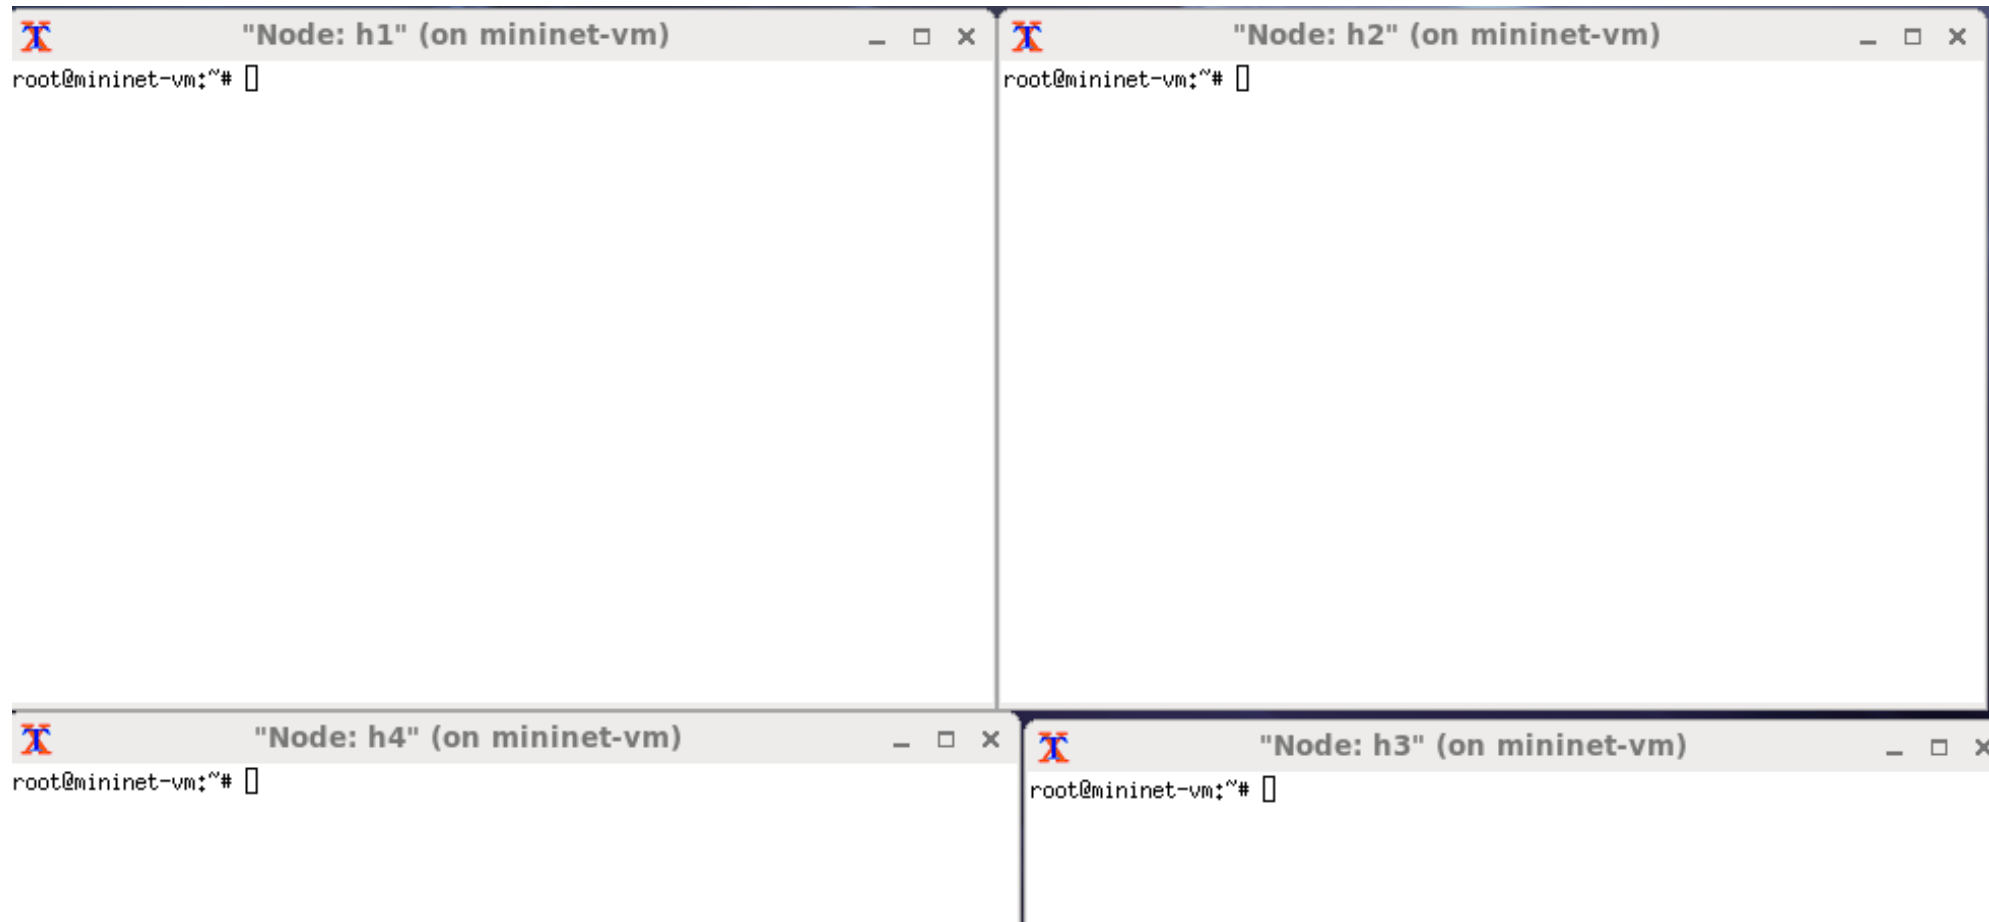 "Node: h1" (on mininet-vm)
root@mininet-vm:~#
"Node: h2" (on mininet-vm)
root@mininet-vm:~#
"Node: h4" (on mininet-vm)
root@mininet-vm:~#
"Node: h3" (on mininet-vm)
root@mininet-vm:~#